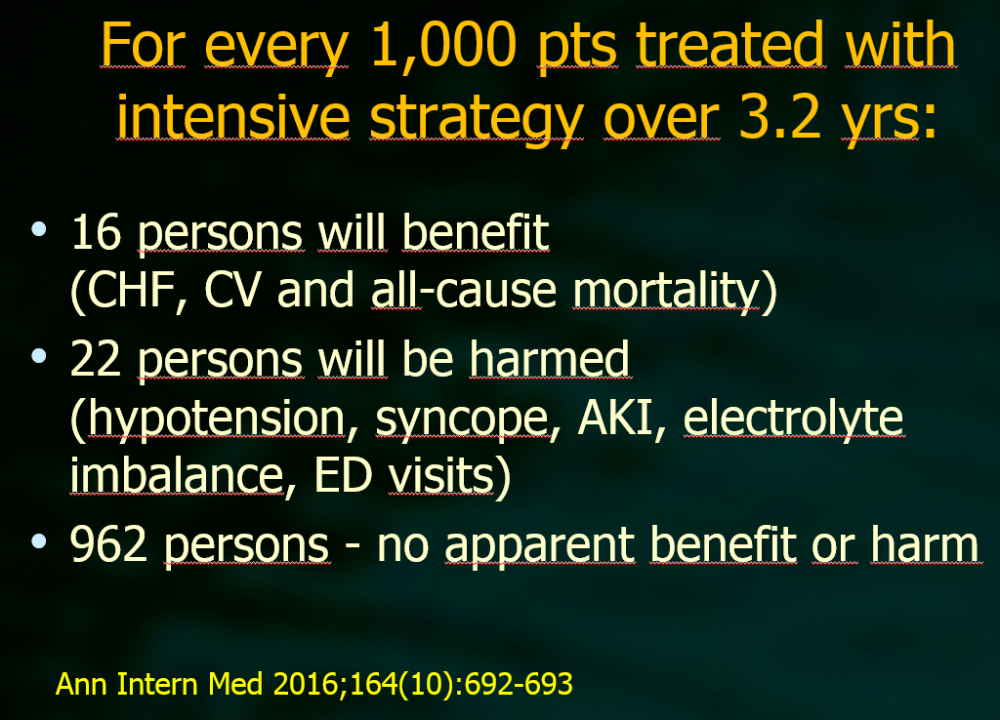 For every 1,000 pts treated with
intensive strategy over 3.2 yrs:
• 16 persons will benefit
(CHF, CV and all-cause mortality)
• 22 persons will be harmed
(hypotension, syncope, AKI, electrolyte
imbalance, ED visits)
• 962 persons - no apparent benefit or harm
Ann Intern Med 2016;164(10):692-693